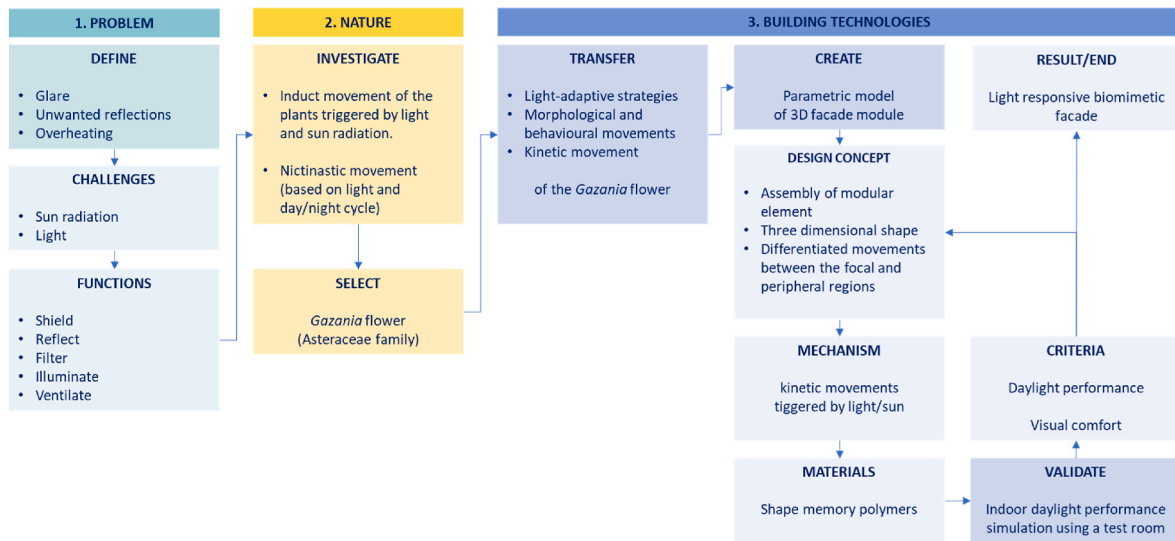 1. PROBLEM
DEFINE
• Glare
• Unwanted reflections
• Overheating
CHALLENGES
• Sun radiation
• Light
FUNCTIONS
• Shield
• Reflect
• Filter
• Illuminate
• Ventilate
2. NATURE
INVESTIGATE
• Induct movement of the
plants triggered by light
and sun radiation.
• Nictinastic movement
(based on light and
day/night cycle)
SELECT
Gazania flower
(Asteraceae family)
3. BUILDING TECHNOLOGIES
TRANSFER
• Light-adaptive strategies
• Morphological and
behavioural movements
• Kinetic movement
of the Gazania flower
CREATE
Parametric model
of 3D facade module
DESIGN CONCEPT
• Assembly of modular
element
• Three dimensional shape
• Differentiated movements
between the focal and
peripheral regions
MECHANISM
kinetic movements
tiggered by light/sun
MATERIALS
Shape memory polymers
RESULT/END
Light responsive biomimetic
facade
CRITERIA
Daylight performance
Visual comfort
VALIDATE
Indoor daylight performance
simulation using a test room